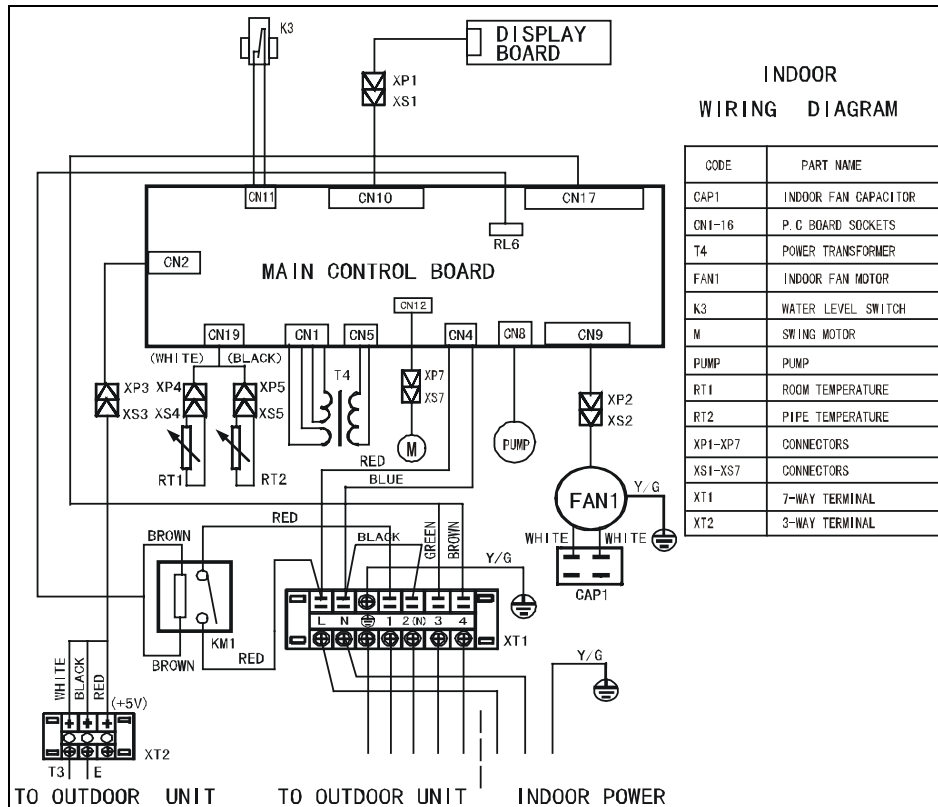 K3
DISPLAY
BOARD
XP1
XS1
INDOOR
WIRING DIAGRAM
CODE PART NAME
CAP1 INDOOR FAN CAPACITOR
CN1-16 P.C BOARD SOCKETS
T4 POWER TRANSFORMER
FAN1 INDOOR FAN MOTOR
K3 WATER LEVEL SWITCH
M SWING MOTOR
PUMP PUMP
RT1 ROOM TEMPERATURE
RT2 PIPE TEMPERATURE
XP1-XP7 CONNECTORS
XS1-XS7 CONNECTORS
XT1 7-WAY TERMINAL
XT2 3-WAY TERMINAL
CN11 CN10 CN17
RL6
CN2
MAIN CONTROL BOARD
CN12
CN19 CN1 CN5 CN4 CN8 CN9
(WHITE) (BLACK)
T4
XP3 XP4 XP5 XP7 XP2
XS3 XS4 XS5 XS7 XS2
M
PUMP
RED
RT1 RT2
BLUE
FAN1
Y/G
RED
BROWN
BLACK
GREEN
BROWN
WHITE WHITE
Y/G
CAP1
L N 1 2(N) 3 4
XT1
KM1
BROWN
RED
Y/G
WHITE
BLACK
RED
(+5V)
XT2
T3 E
TO OUTDOOR UNIT TO OUTDOOR UNIT INDOOR POWER